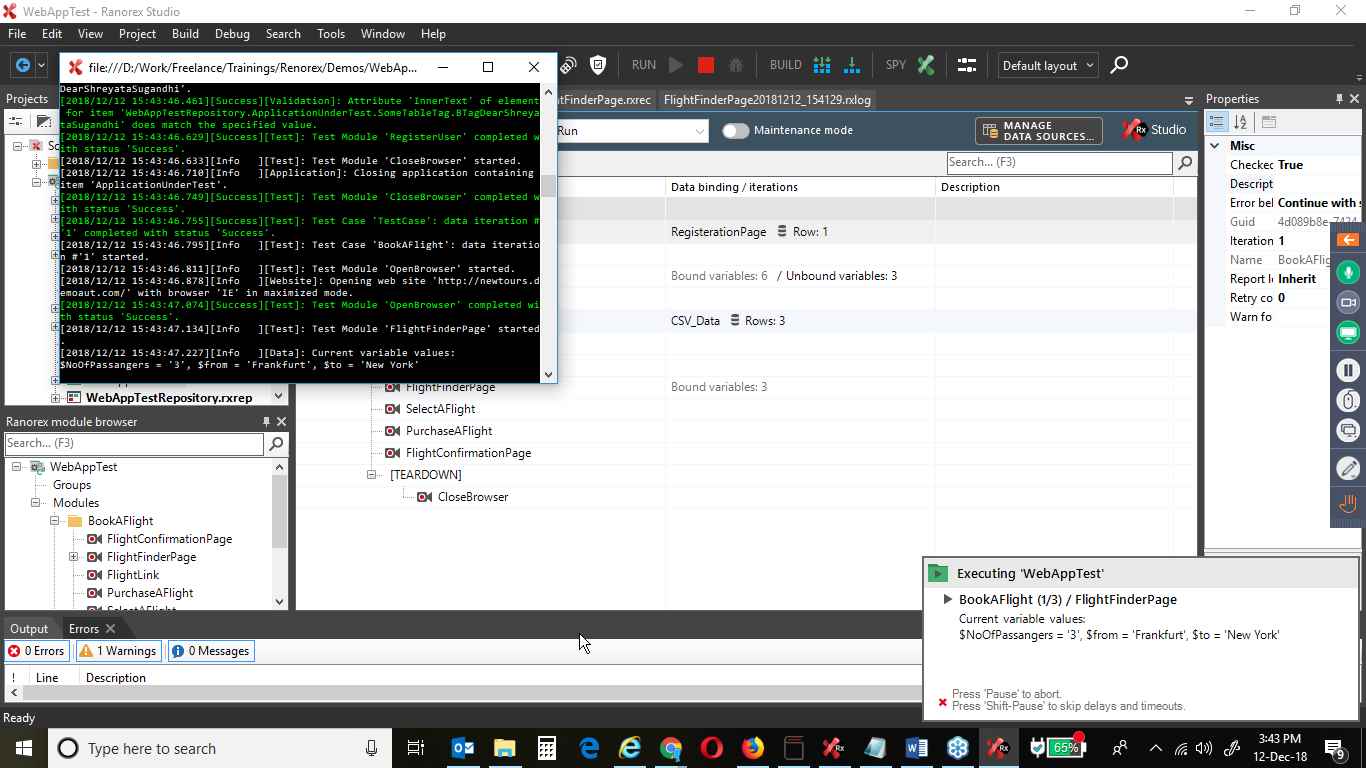 WebAppTest - Ranorex Studio
File Edit View Project Build Debug Search Tools Window Help
file:///D:/Work/Freelance/Trainings/Renorex/Demos/WebAp...
RUN BUILD SPY Default layout
Projects
FinderPage.rxrec FlightFinderPage20181212_154129.rxlog
Properties
DearShreyataSugandhi'.
[2018/12/12 15:43:46.461][Success][Validation]: Attribute 'InnerText' of element
for item 'WebAppTestRepository.ApplicationUnderTest.SomeTableTag.BTagDearShreya
taSugandhi' does match the specified value.
[2018/12/12 15:43:46.629][Success][Test]: Test Module 'RegisterUser' completed w
ith status 'Success'.
[2018/12/12 15:43:46.633][Info   ][Test]: Test Module 'CloseBrowser' started.
[2018/12/12 15:43:46.710][Info   ][Application]: Closing application containing
item 'ApplicationUnderTest'.
[2018/12/12 15:43:46.749][Success][Test]: Test Module 'CloseBrowser' completed w
ith status 'Success'.
[2018/12/12 15:43:46.755][Success][Test]: Test Case 'TestCase': data iteration #
'1' completed with status 'Success'.
[2018/12/12 15:43:46.795][Info   ][Test]: Test Case 'BookAFlight': data iteratio
n #'1' started.
[2018/12/12 15:43:46.811][Info   ][Test]: Test Module 'OpenBrowser' started.
[2018/12/12 15:43:46.878][Info   ][Website]: Opening web site 'http://newtours.d
emoaut.com/' with browser 'IE' in maximized mode.
[2018/12/12 15:43:47.074][Success][Test]: Test Module 'OpenBrowser' completed wi
th status 'Success'.
[2018/12/12 15:43:47.134][Info   ][Test]: Test Module 'FlightFinderPage' started
.
[2018/12/12 15:43:47.227][Info   ][Data]: Current variable values:
$NoOfPassangers = '3', $from = 'Frankfurt', $to = 'New York'
Run Maintenance mode MANAGE
DATA SOURCES... Rx Studio
Search... (F3)
Data binding / iterations Description
RegisterationPage Row: 1
Bound variables: 6 / Unbound variables: 3
CSV_Data Rows: 3
FlightFinderPage Bound variables: 3
SelectAFlight
PurchaseAFlight
FlightConfirmationPage
[TEARDOWN]
CloseBrowser
Misc
Checked True
Descript
Error bel Continue with s
Guid 4d089b8e-7424
Iteration 1
Name BookAFlig
Report l Inherit
Retry co 0
Warn fo
WebAppTestRepository.rxrep
Ranorex module browser
Search... (F3)
WebAppTest
Groups
Modules
BookAFlight
FlightConfirmationPage
FlightFinderPage
FlightLink
PurchaseAFlight
SelectAFlight
Output Errors
0 Errors 1 Warnings 0 Messages
! Line Description
Ready
Executing 'WebAppTest'
BookAFlight (1/3) / FlightFinderPage
Current variable values:
$NoOfPassangers = '3', $from = 'Frankfurt', $to = 'New York'
Press 'Pause' to abort.
Press 'Shift-Pause' to skip delays and timeouts.
Type here to search
65%
3:43 PM
12-Dec-18
9